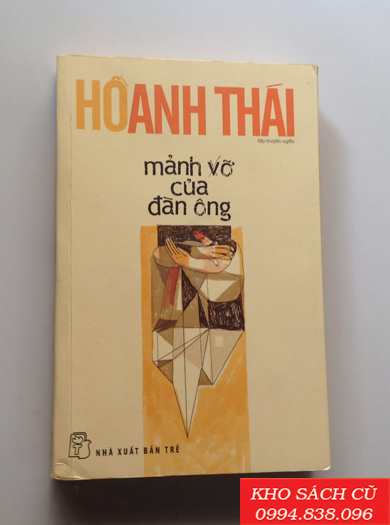 HỒ ANH THÁI
tập truyện ngắn
mảnh vỡ
của
đàn ông
NHÀ XUẤT BẢN TRẺ
KHO SÁCH CŨ
0994.838.096